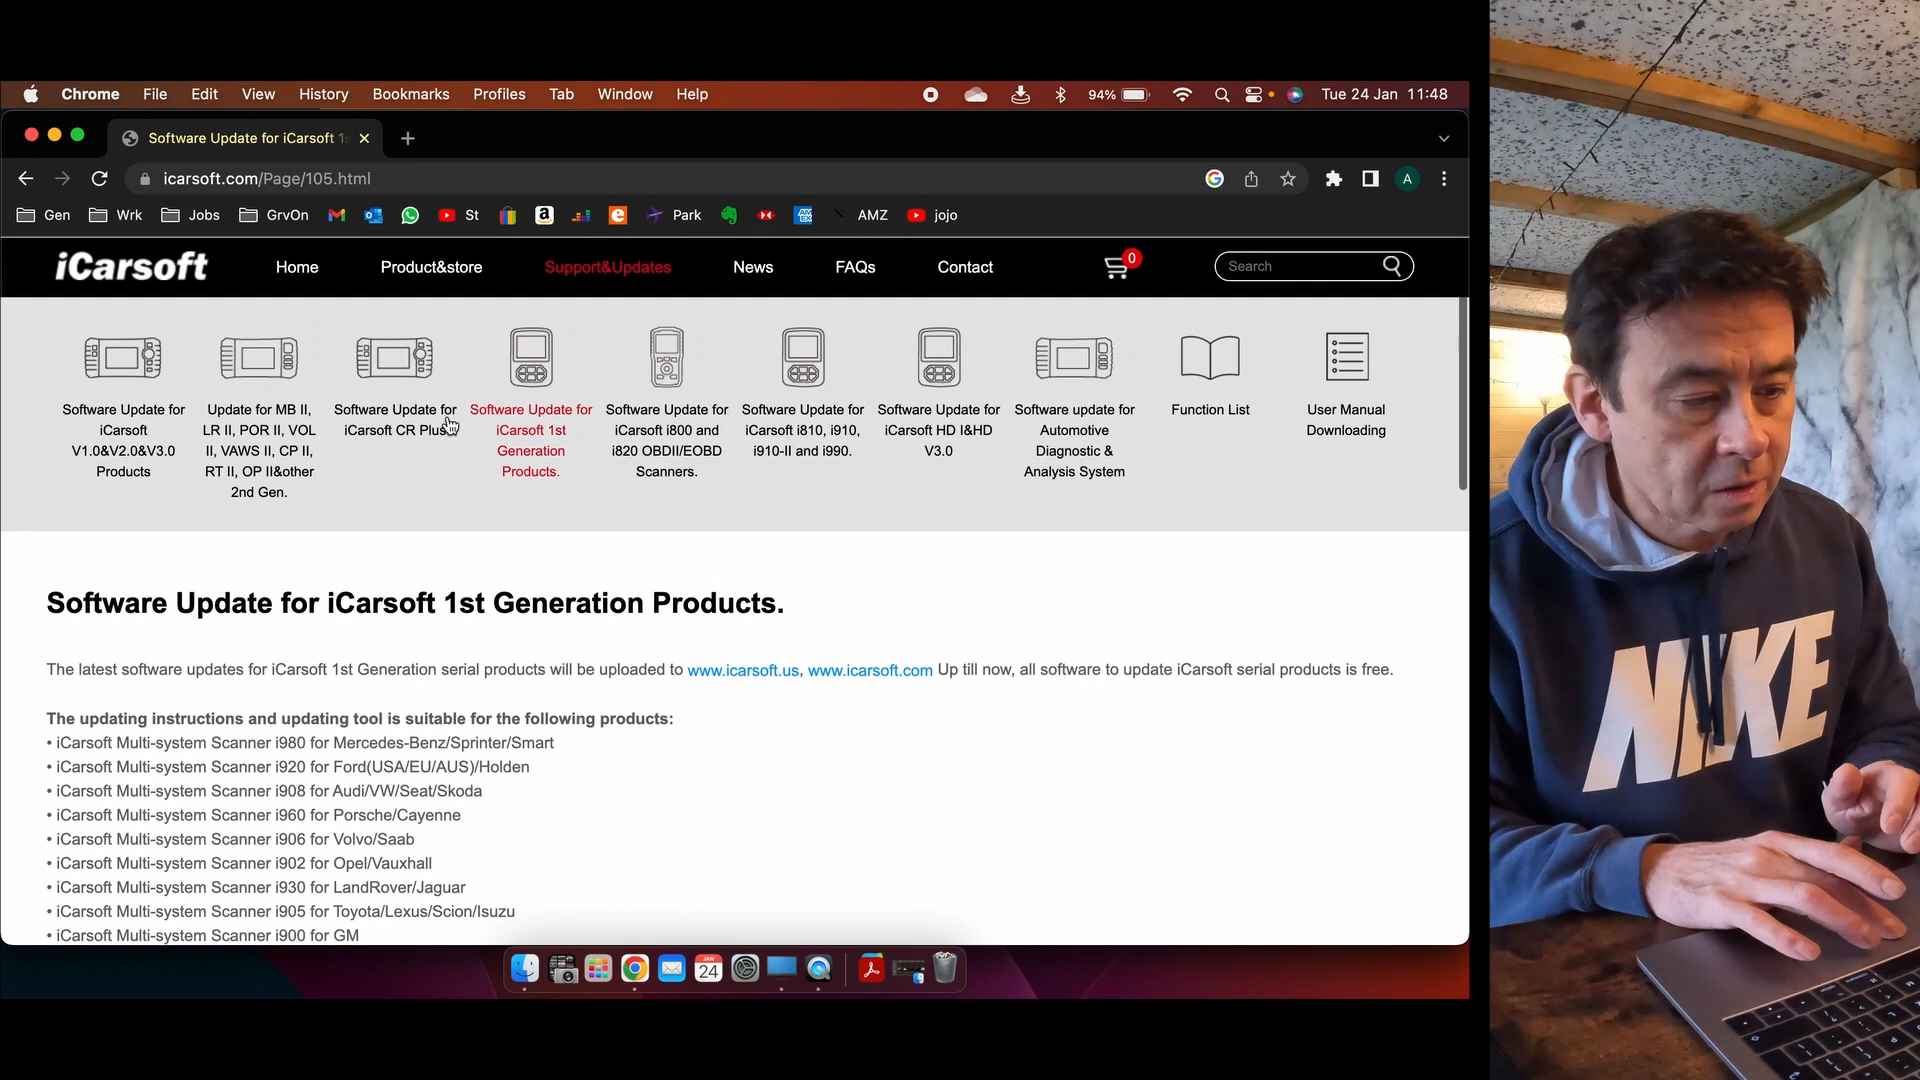 Chrome File Edit View History Bookmarks Profiles Tab Window Help 94% Tue 24 Jan 11:48
Software Update for iCarsoft 1s
icarsoft.com/Page/105.html A
Gen Wrk Jobs GrvOn St Park AMZ jojo
iCarsoft Home Product&store Support&Updates News FAQs Contact 0 Search
Software Update for
iCarsoft
V1.0&V2.0&V3.0
Products
Update for MB II,
LR II, POR II, VOL
II, VAWS II, CP II,
RT II, OP II&other
2nd Gen.
Software Update for
iCarsoft CR Plus
Software Update for
iCarsoft 1st
Generation
Products.
Software Update for
iCarsoft i800 and
i820 OBDII/EOBD
Scanners.
Software Update for
iCarsoft i810, i910,
i910-II and i990.
Software Update for
iCarsoft HD I&HD
V3.0
Software update for
Automotive
Diagnostic &
Analysis System
Function List
User Manual
Downloading
Software Update for iCarsoft 1st Generation Products.
The latest software updates for iCarsoft 1st Generation serial products will be uploaded to www.icarsoft.us, www.icarsoft.com Up till now, all software to update iCarsoft serial products is free.
The updating instructions and updating tool is suitable for the following products:
• iCarsoft Multi-system Scanner i980 for Mercedes-Benz/Sprinter/Smart
• iCarsoft Multi-system Scanner i920 for Ford(USA/EU/AUS)/Holden
• iCarsoft Multi-system Scanner i908 for Audi/VW/Seat/Skoda
• iCarsoft Multi-system Scanner i960 for Porsche/Cayenne
• iCarsoft Multi-system Scanner i906 for Volvo/Saab
• iCarsoft Multi-system Scanner i902 for Opel/Vauxhall
• iCarsoft Multi-system Scanner i930 for LandRover/Jaguar
• iCarsoft Multi-system Scanner i905 for Toyota/Lexus/Scion/Isuzu
• iCarsoft Multi-system Scanner i900 for GM
JAN
24
NIKE